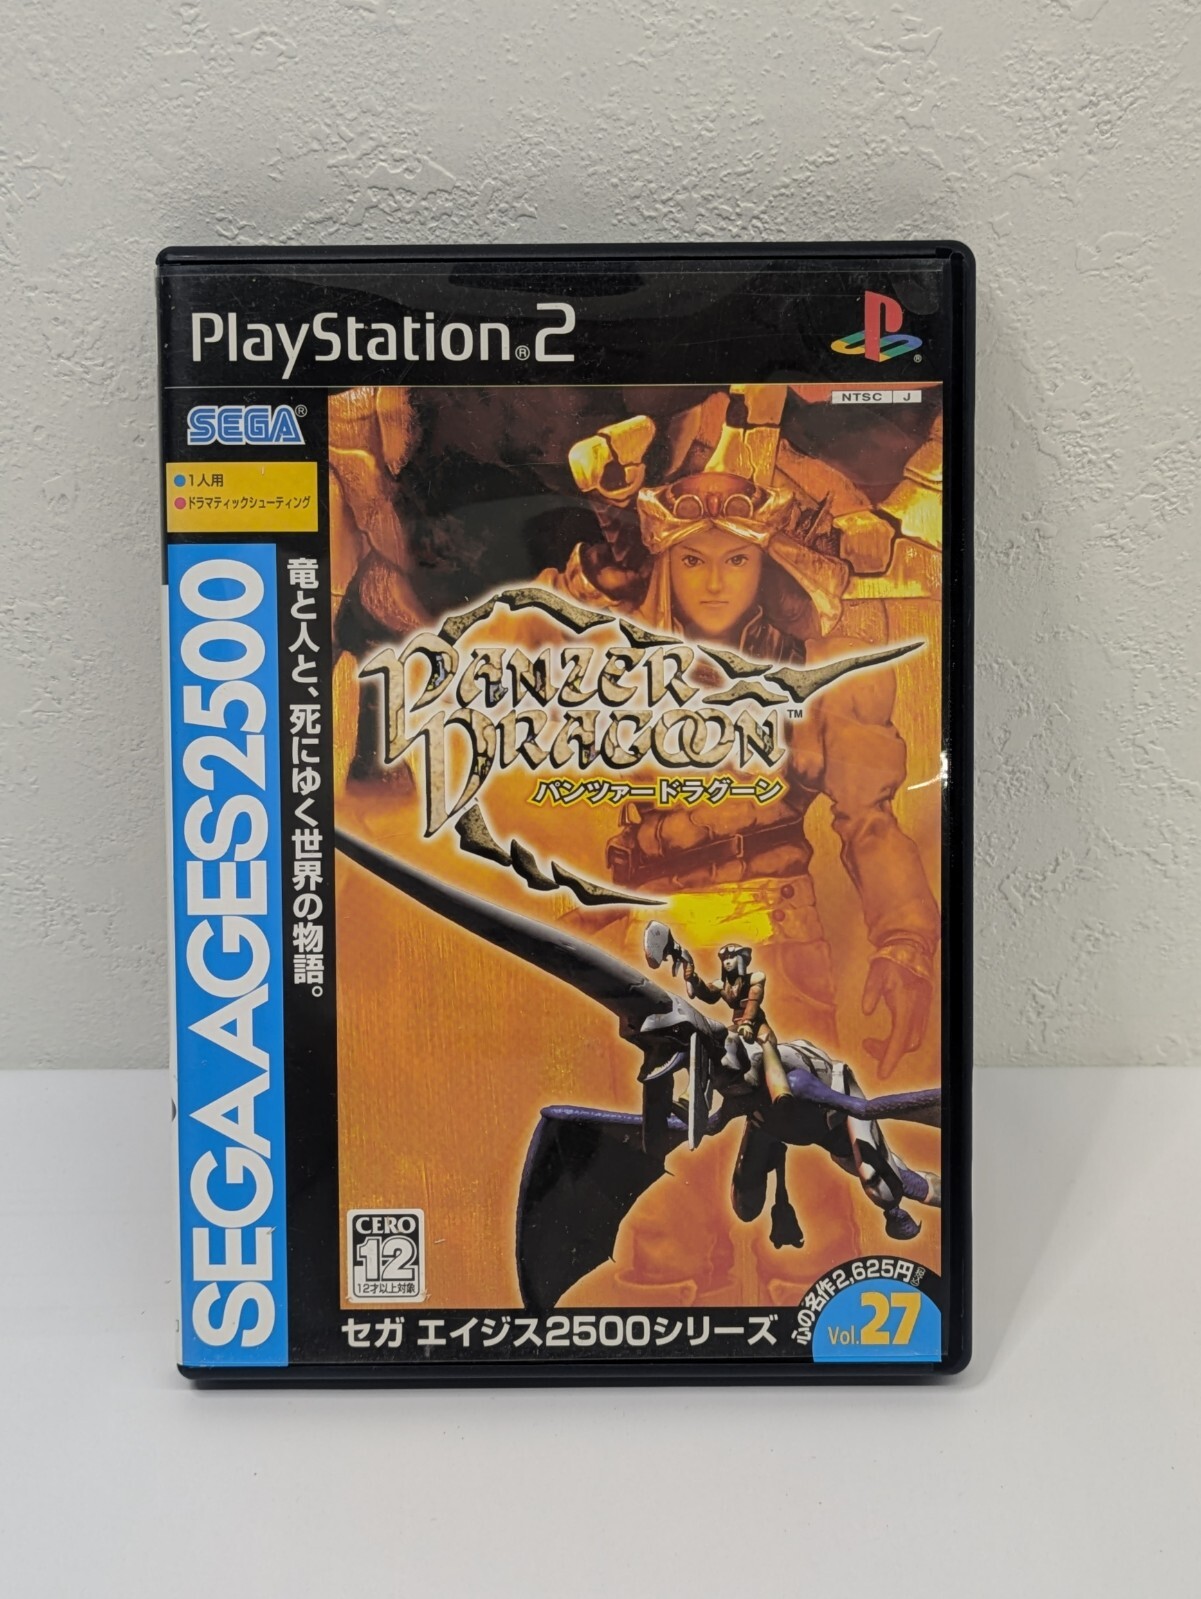 PlayStation®2
NTSC J
SEGA®
1人用
ドラマティックシューティング
SEGA AGES 2500
竜と人と、死にゆく世界の物語。
PANZER
DRAGOON™
パンツァードラグーン
CERO
12
12才以上対象
セガ エイジス2500シリーズ
心の名作2,625円
Vol.27